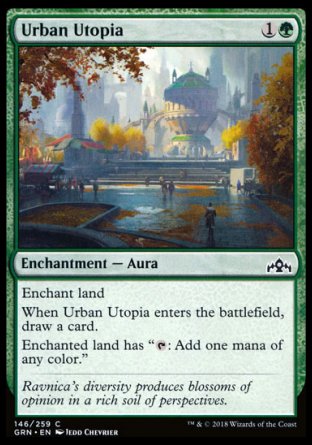 Urban Utopia 1
Enchantment — Aura
Enchant land
When Urban Utopia enters the battlefield,
draw a card.
Enchanted land has “: Add one mana of
any color.”
Ravnica's diversity produces blossoms of
opinion in a rich soil of perspectives.
146/259 C
GRN • EN Jedd Chevrier ™ & © 2018 Wizards of the Coast